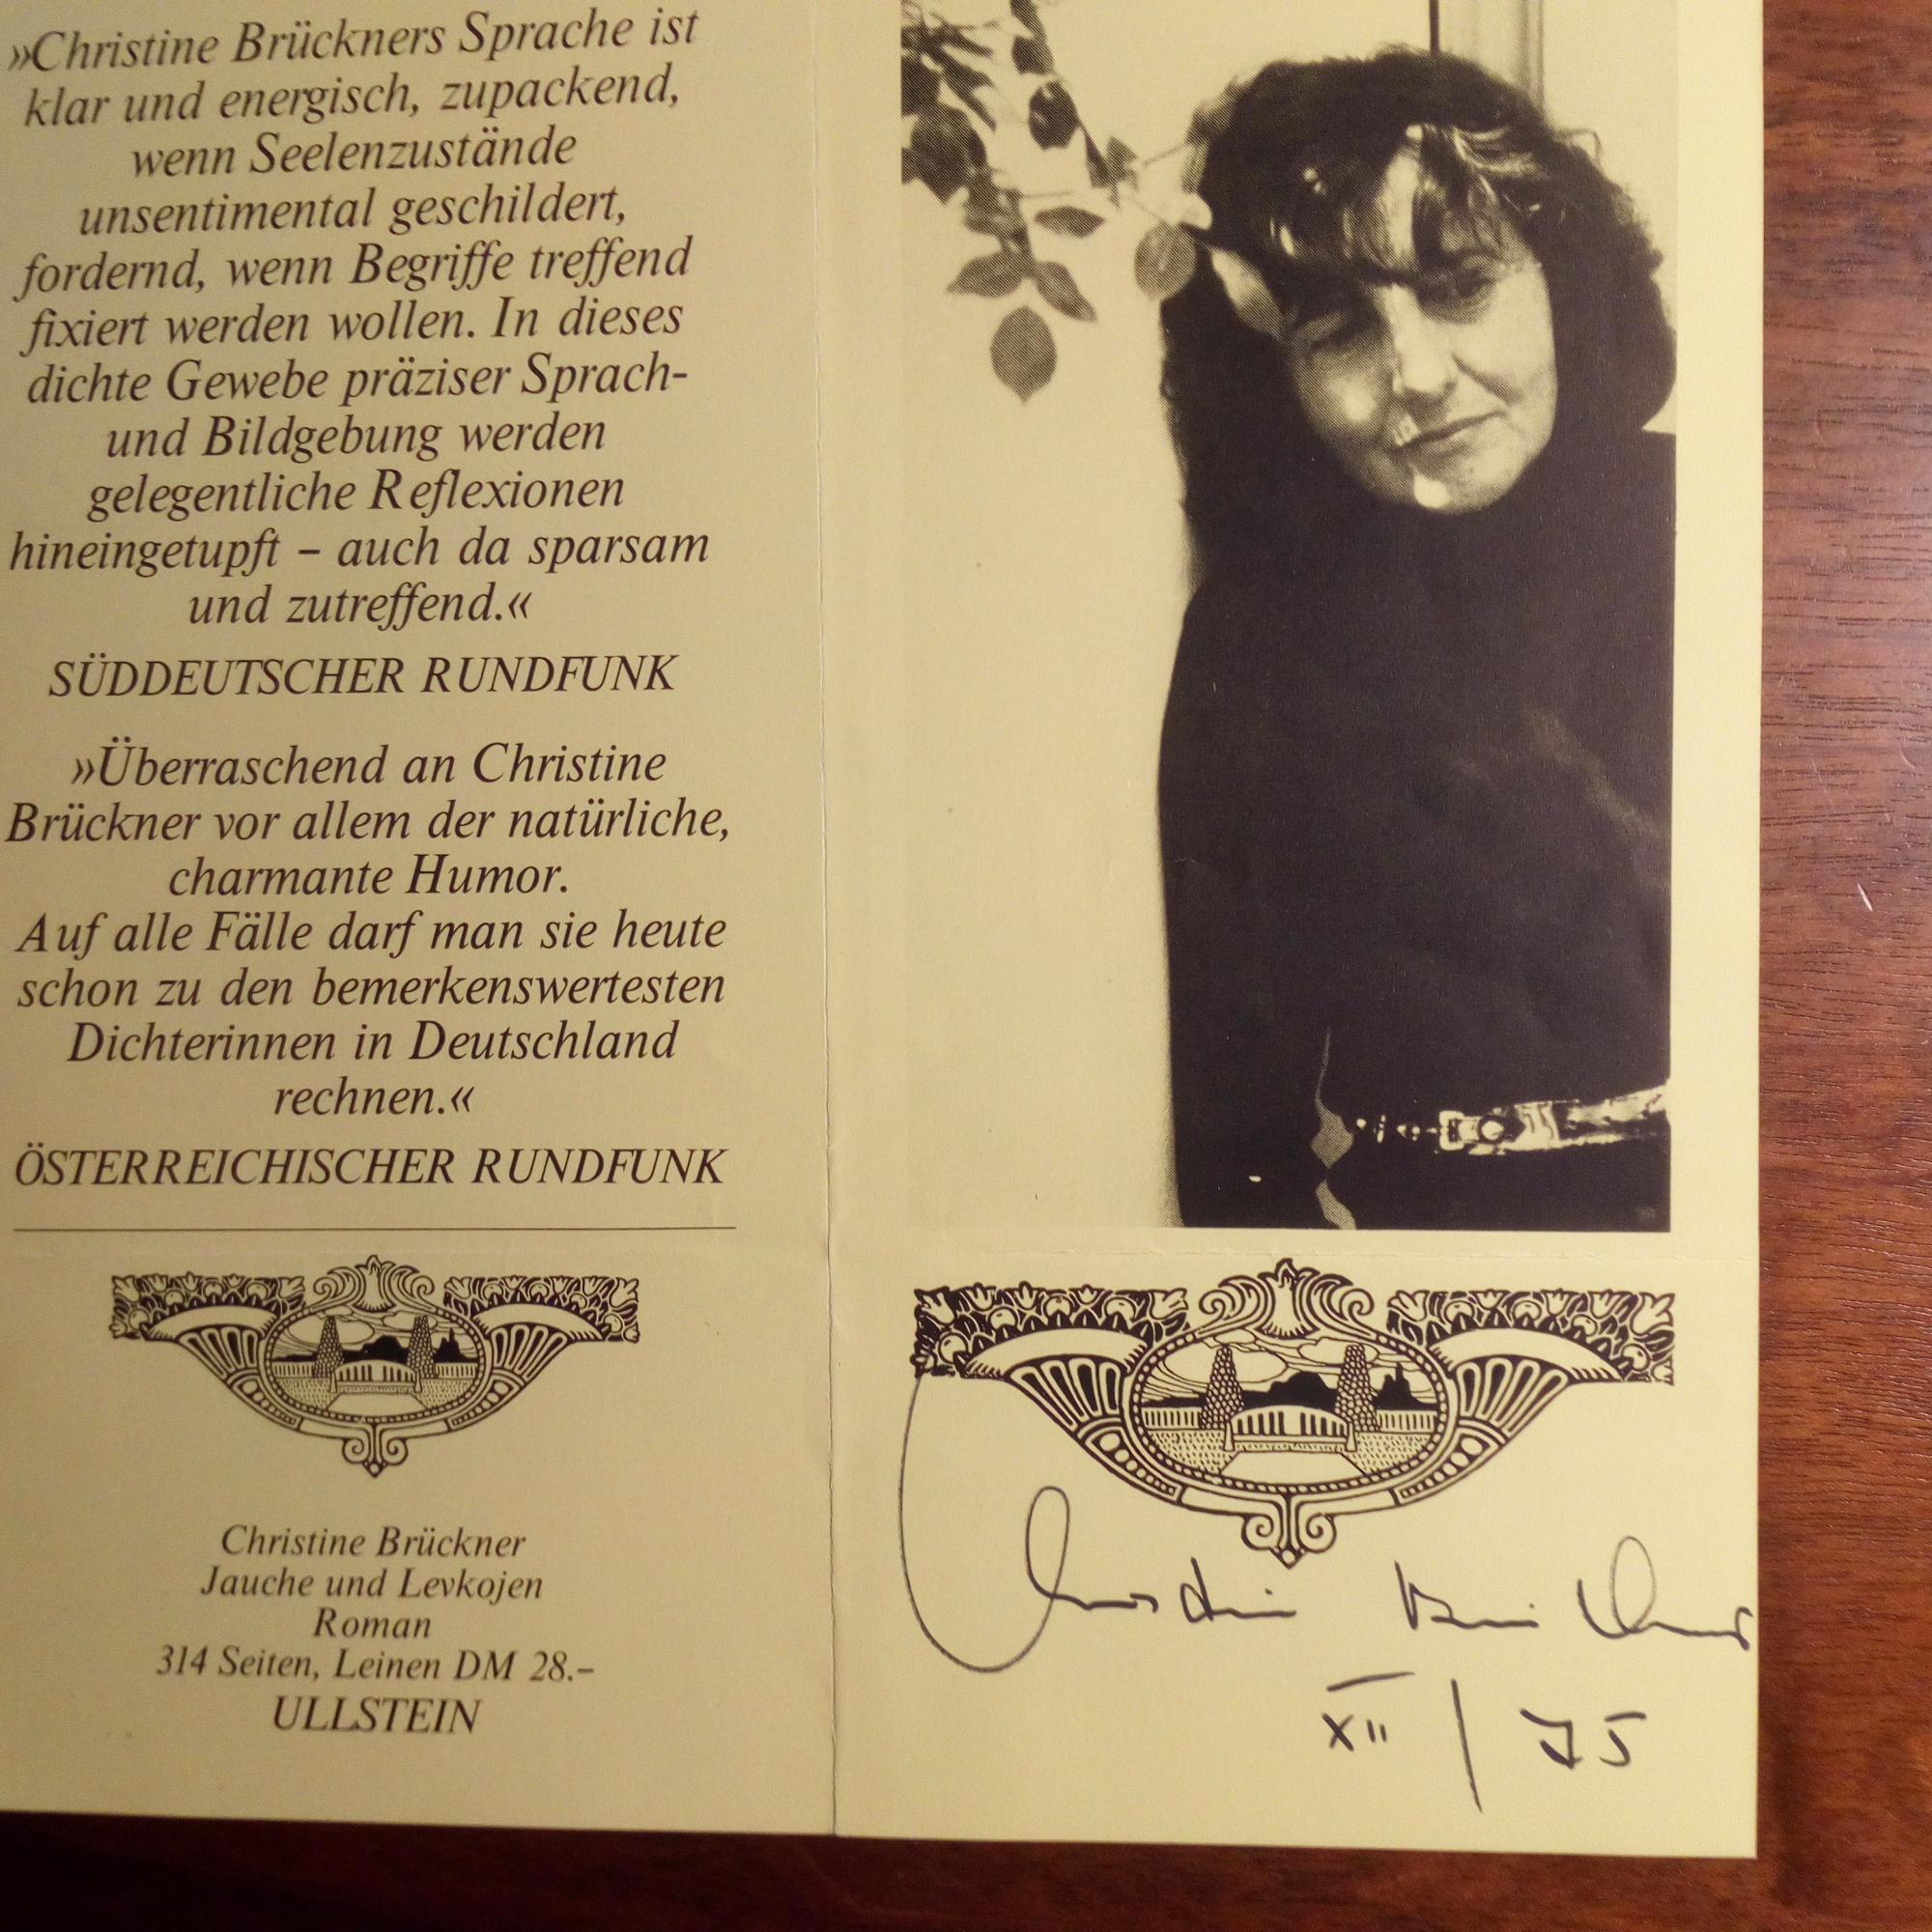 »Christine Brückners Sprache ist
klar und energisch, zupackend,
wenn Seelenzustände
unsentimental geschildert,
fordernd, wenn Begriffe treffend
fixiert werden wollen. In dieses
dichte Gewebe präziser Sprach-
und Bildgebung werden
gelegentliche Reflexionen
hineingetupft – auch da sparsam
und zutreffend.«
SÜDDEUTSCHER RUNDFUNK
»Überraschend an Christine
Brückner vor allem der natürliche,
charmante Humor.
Auf alle Fälle darf man sie heute
schon zu den bemerkenswertesten
Dichterinnen in Deutschland
rechnen.«
ÖSTERREICHISCHER RUNDFUNK
Christine Brückner
Jauche und Levkojen
Roman
314 Seiten, Leinen DM 28.–
ULLSTEIN
Christine Brückner
XII / 75